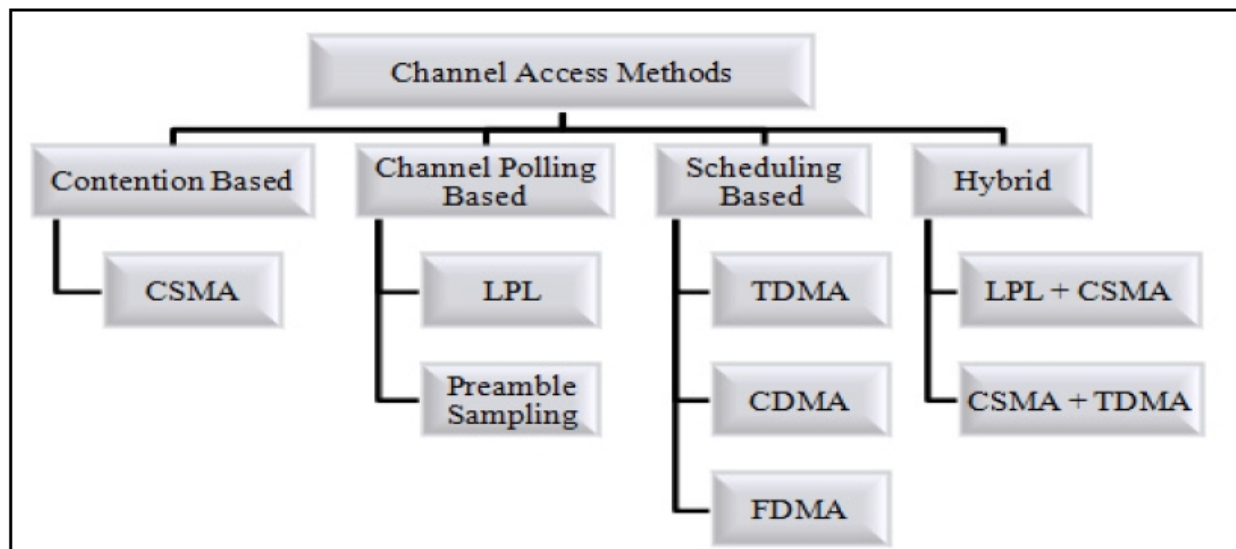 Channel Access Methods
Contention Based
Channel Polling
Based
Scheduling
Based
Hybrid
CSMA
LPL
TDMA
LPL + CSMA
Preamble
Sampling
CDMA
CSMA + TDMA
FDMA